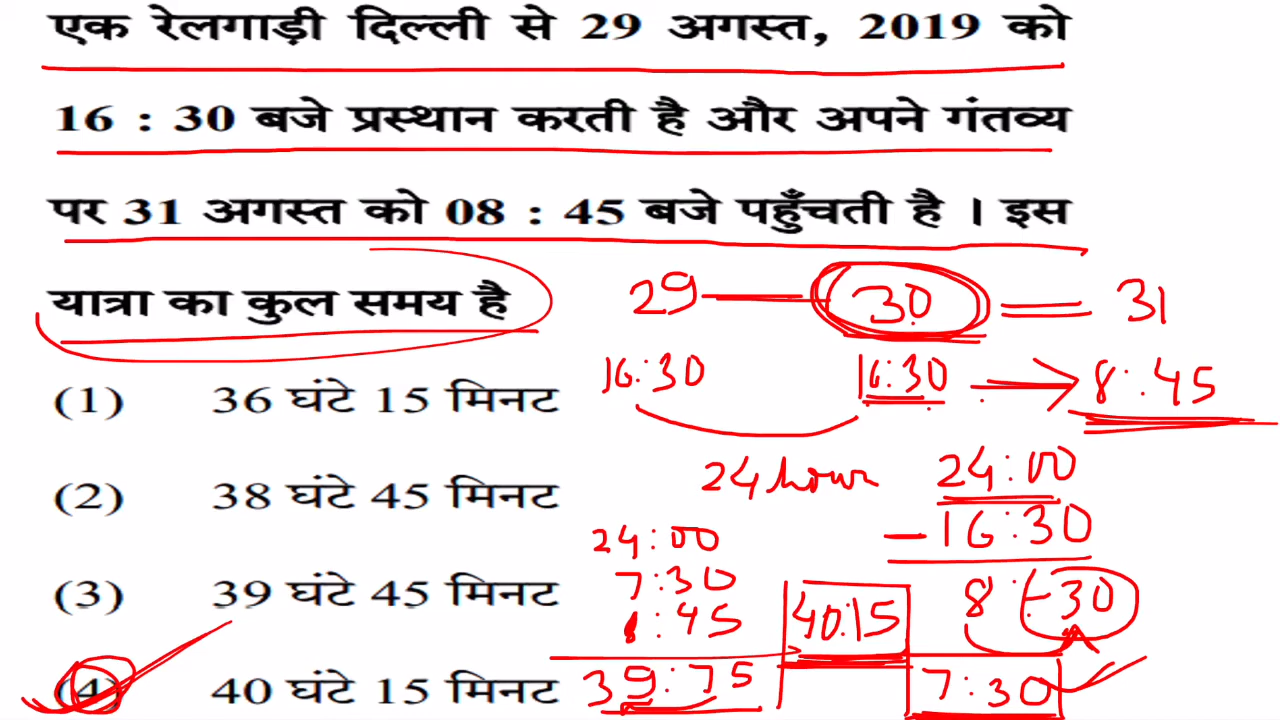 एक रेलगाड़ी दिल्ली से 29 अगस्त, 2019 को
16 : 30 बजे प्रस्थान करती है और अपने गंतव्य
पर 31 अगस्त को 08 : 45 बजे पहुँचती है । इस
यात्रा का कुल समय है
29 30 = 31
16:30 16:30 → 8:45
(1) 36 घंटे 15 मिनट
24 hour 24:00
(2) 38 घंटे 45 मिनट
-16:30
24:00
7:30
(3) 39 घंटे 45 मिनट
8 :-30
8:45
40:15
(4) 40 घंटे 15 मिनट
39:75
7:30